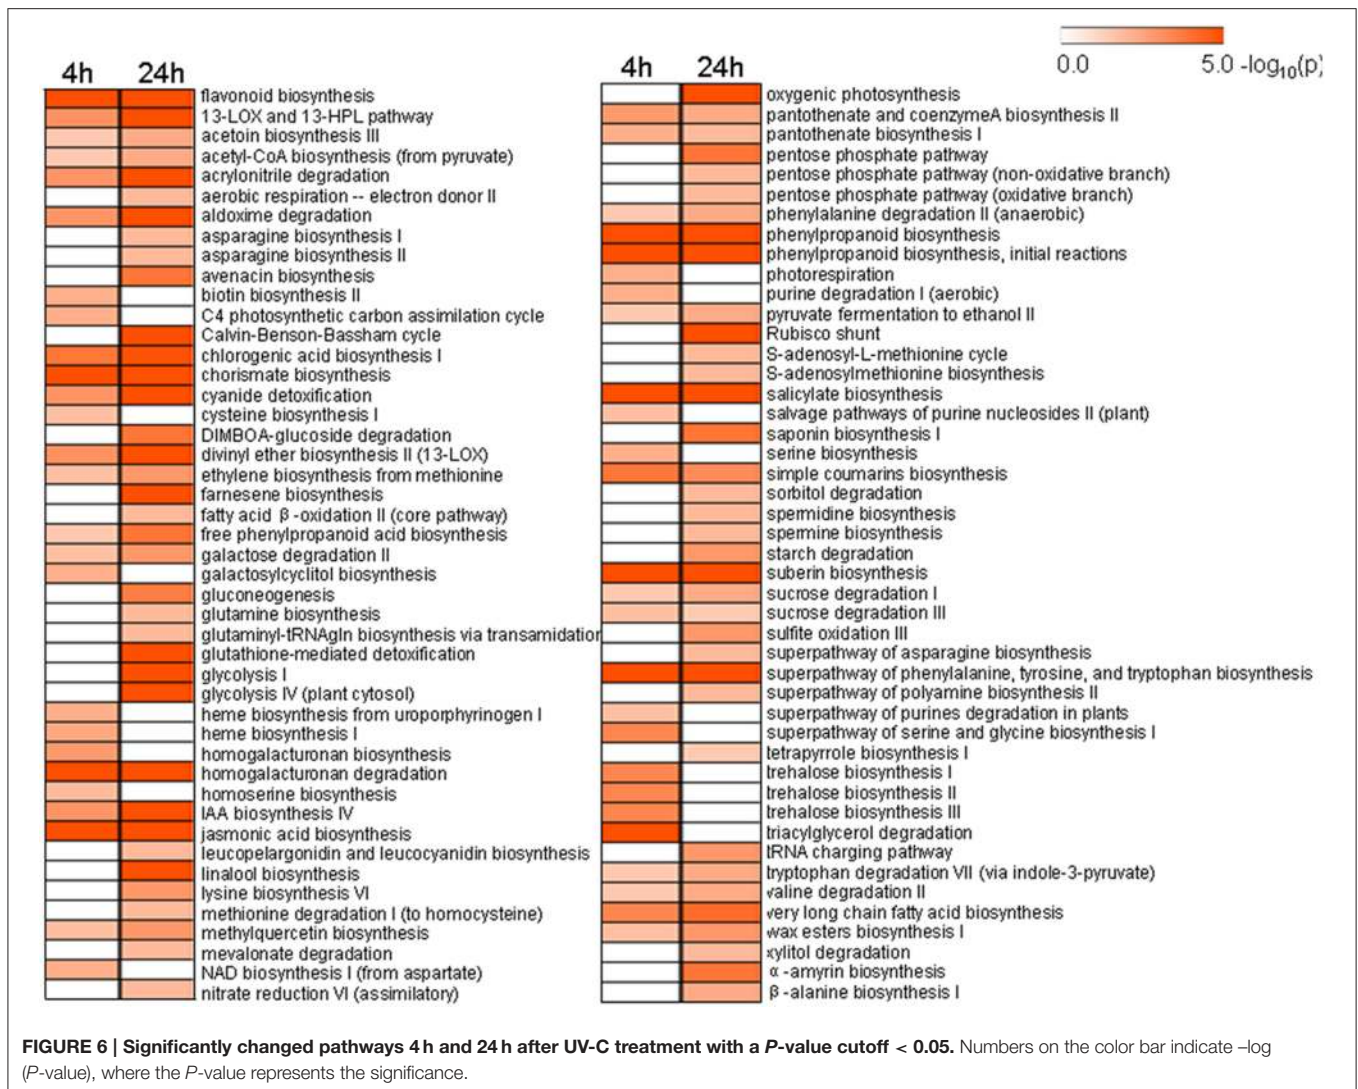 0.0 5.0 -log10(p)
4h 24h
flavonoid biosynthesis
13-LOX and 13-HPL pathway
acetoin biosynthesis III
acetyl-CoA biosynthesis (from pyruvate)
acrylonitrile degradation
aerobic respiration -- electron donor II
aldoxime degradation
asparagine biosynthesis I
asparagine biosynthesis II
avenacin biosynthesis
biotin biosynthesis II
C4 photosynthetic carbon assimilation cycle
Calvin-Benson-Bassham cycle
chlorogenic acid biosynthesis I
chorismate biosynthesis
cyanide detoxification
cysteine biosynthesis I
DIMBOA-glucoside degradation
divinyl ether biosynthesis II (13-LOX)
ethylene biosynthesis from methionine
farnesene biosynthesis
fatty acid β-oxidation II (core pathway)
free phenylpropanoid acid biosynthesis
galactose degradation II
galactosylcyclitol biosynthesis
gluconeogenesis
glutamine biosynthesis
glutaminyl-tRNAgln biosynthesis via transamidation
glutathione-mediated detoxification
glycolysis I
glycolysis IV (plant cytosol)
heme biosynthesis from uroporphyrinogen I
heme biosynthesis I
homogalacturonan biosynthesis
homogalacturonan degradation
homoserine biosynthesis
IAA biosynthesis IV
jasmonic acid biosynthesis
leucopelargonidin and leucocyanidin biosynthesis
linalool biosynthesis
lysine biosynthesis VI
methionine degradation I (to homocysteine)
methylquercetin biosynthesis
mevalonate degradation
NAD biosynthesis I (from aspartate)
nitrate reduction VI (assimilatory)
4h 24h
oxygenic photosynthesis
pantothenate and coenzymeA biosynthesis II
pantothenate biosynthesis I
pentose phosphate pathway
pentose phosphate pathway (non-oxidative branch)
pentose phosphate pathway (oxidative branch)
phenylalanine degradation II (anaerobic)
phenylpropanoid biosynthesis
phenylpropanoid biosynthesis, initial reactions
photorespiration
purine degradation I (aerobic)
pyruvate fermentation to ethanol II
Rubisco shunt
S-adenosyl-L-methionine cycle
S-adenosylmethionine biosynthesis
salicylate biosynthesis
salvage pathways of purine nucleosides II (plant)
saponin biosynthesis I
serine biosynthesis
simple coumarins biosynthesis
sorbitol degradation
spermidine biosynthesis
spermine biosynthesis
starch degradation
suberin biosynthesis
sucrose degradation I
sucrose degradation III
sulfite oxidation III
superpathway of asparagine biosynthesis
superpathway of phenylalanine, tyrosine, and tryptophan biosynthesis
superpathway of polyamine biosynthesis II
superpathway of purines degradation in plants
superpathway of serine and glycine biosynthesis I
tetrapyrrole biosynthesis I
trehalose biosynthesis I
trehalose biosynthesis II
trehalose biosynthesis III
triacylglycerol degradation
tRNA charging pathway
tryptophan degradation VII (via indole-3-pyruvate)
valine degradation II
very long chain fatty acid biosynthesis
wax esters biosynthesis I
xylitol degradation
α-amyrin biosynthesis
β-alanine biosynthesis I
FIGURE 6 | Significantly changed pathways 4 h and 24 h after UV-C treatment with a P-value cutoff < 0.05. Numbers on the color bar indicate –log
(P-value), where the P-value represents the significance.